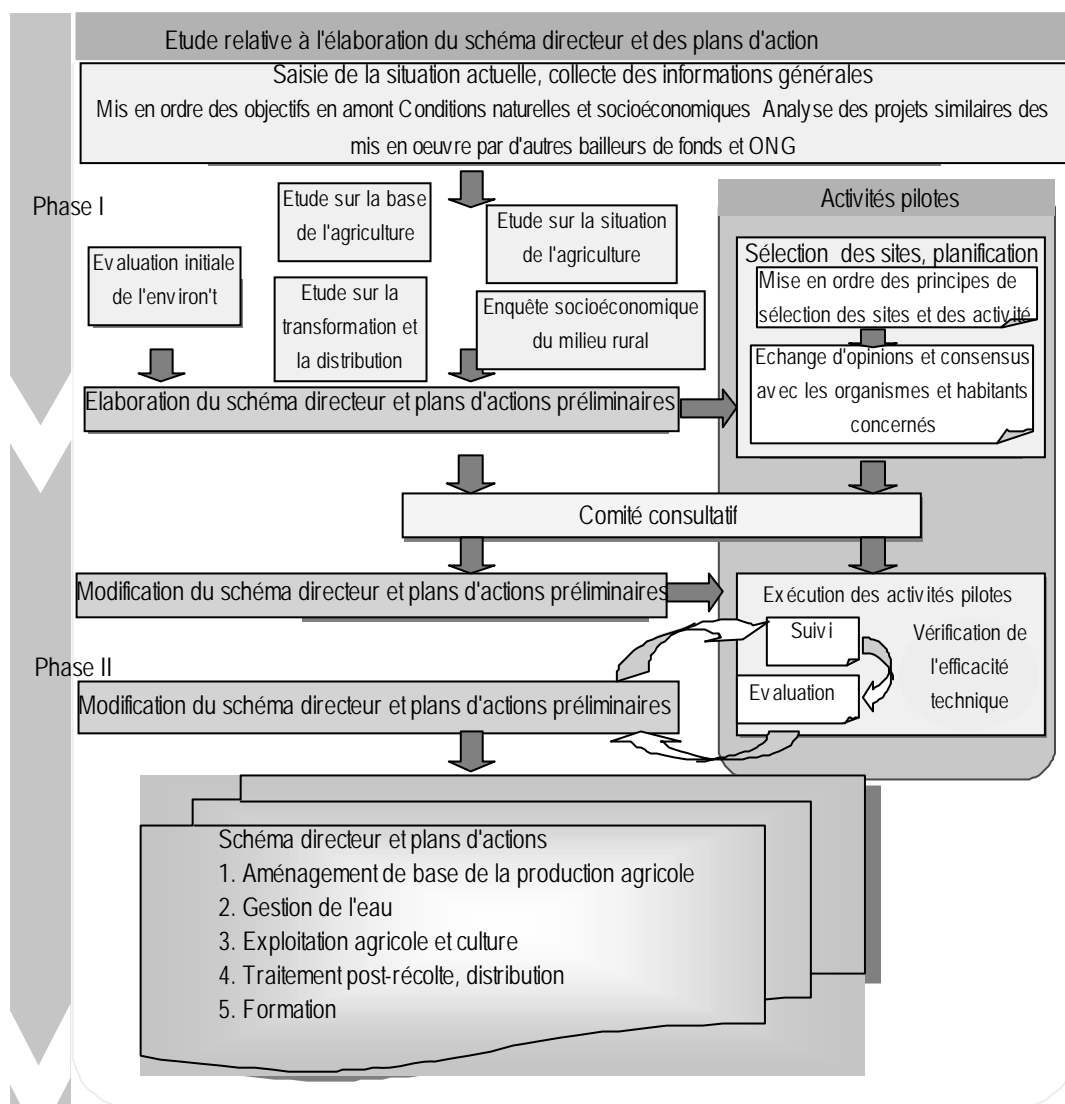 Etude relative à l'élaboration du schéma directeur et des plans d'action
Saisie de la situation actuelle, collecte des informations générales
Mis en ordre des objectifs en amont Conditions naturelles et socioéconomiques Analyse des projets similaires des
mis en oeuvre par d'autres bailleurs de fonds et ONG
Phase I
Etude sur la base
de l'agriculture
Etude sur la situation
de l'agriculture
Evaluation initiale
de l'environ't
Etude sur la
transformation et
la distribution
Enquête socioéconomique
du milieu rural
Elaboration du schéma directeur et plans d'actions préliminaires
Activités pilotes
Sélection des sites, planification
Mise en ordre des principes de
sélection des sites et des activité
Echange d'opinions et consensus
avec les organismes et habitants
concernés
Comité consultatif
Modification du schéma directeur et plans d'actions préliminaires
Exécution des activités pilotes
Suivi
Vérification de
l'efficacité
technique
Evaluation
Phase II
Modification du schéma directeur et plans d'actions préliminaires
Schéma directeur et plans d'actions
1. Aménagement de base de la production agricole
2. Gestion de l'eau
3. Exploitation agricole et culture
4. Traitement post-récolte, distribution
5. Formation